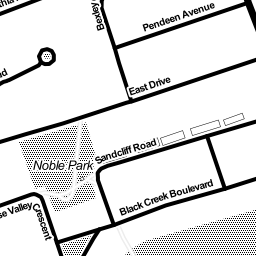 Bexley
Pendeen Avenue
East Drive
Sandcliff Road
Noble Park
Black Creek Boulevard
Valley
Crescent